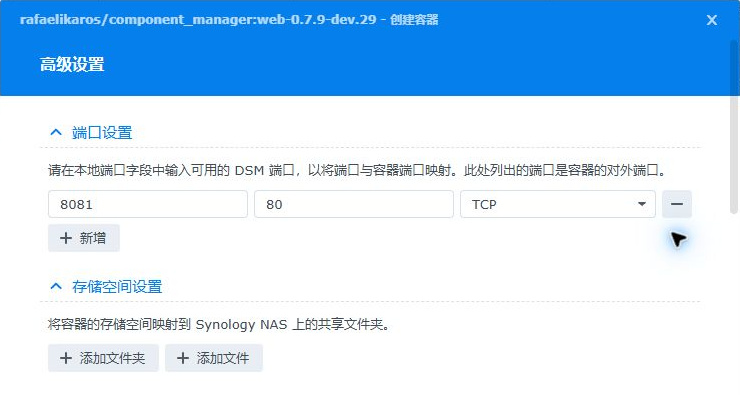 rafaelikaros/component_manager:web-0.7.9-dev.29 - 创建容器
高级设置
端口设置
请在本地端口字段中输入可用的 DSM 端口，以将端口与容器端口映射。此处列出的端口是容器的对外端口。
8081 80 TCP
新增
存储空间设置
将容器的存储空间映射到 Synology NAS 上的共享文件夹。
添加文件夹 添加文件